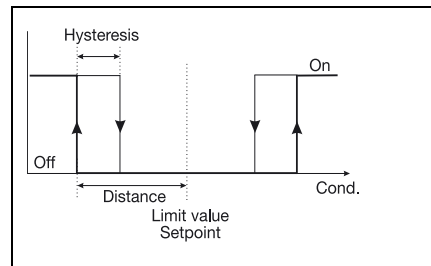 Hysteresis
On
Off
Cond.
Distance
Limit value
Setpoint